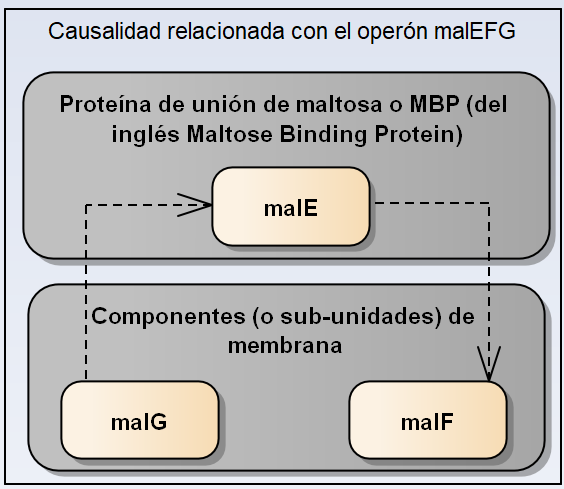 Causalidad relacionada con el operón malEFG
Proteína de unión de maltosa o MBP (del
inglés Maltose Binding Protein)
malE
Componentes (o sub-unidades) de
membrana
malG
malF